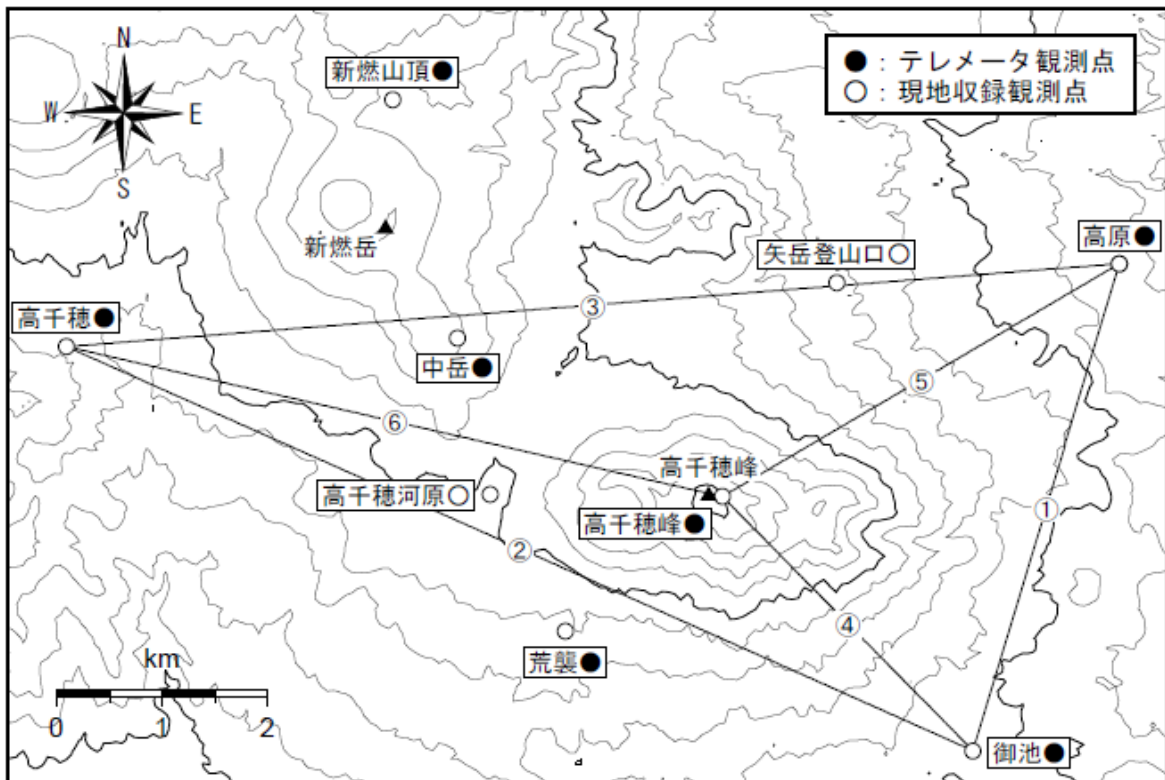 N
W
E
S
新燃山頂●
●：テレメータ観測点
○：現地収録観測点
新燃岳
矢岳登山口○
高原●
高千穂●
③
中岳●
⑤
⑥
高千穂峰
高千穂河原○
高千穂峰●
①
②
④
荒襲●
km
0 1 2
御池●